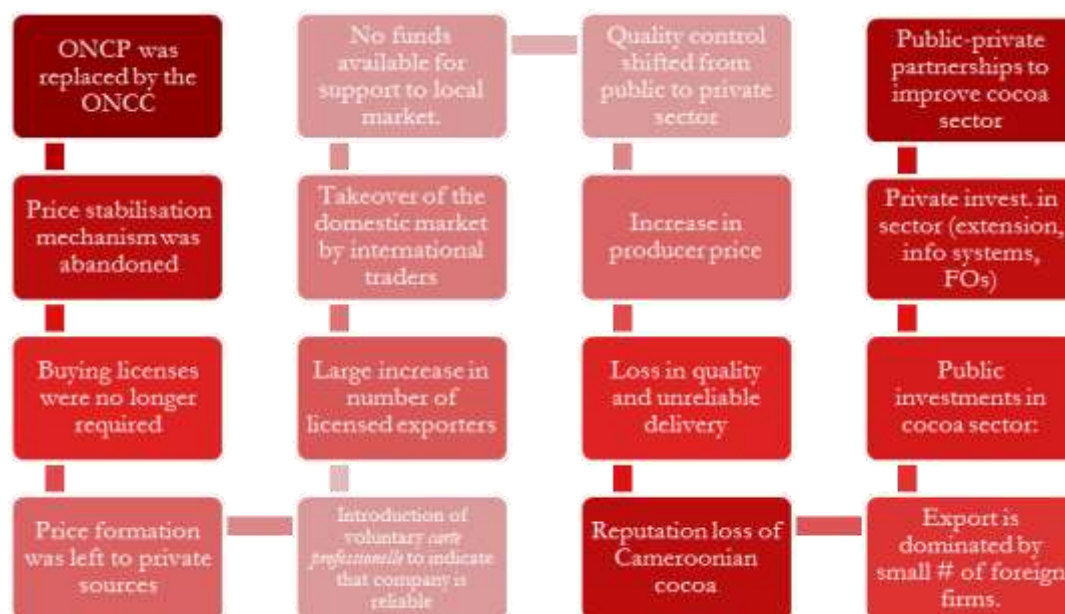 ONCP was
replaced by the
ONCC
Price stabilisation
mechanism was
abandoned
Buying licenses
were no longer
required
Price formation
was left to private
sources
Introduction of
voluntary carte
professionelle to indicate
that company is
reliable
Large increase in
number of
licensed exporters
Takeover of the
domestic market
by international
traders
No funds
available for
support to local
market.
Quality control
shifted from
public to private
sector
Increase in
producer price
Loss in quality
and unreliable
delivery
Reputation loss of
Cameroonian
cocoa
Export is
dominated by
small # of foreign
firms.
Public
investments in
cocoa sector:
Private invest. in
sector (extension,
info systems,
FOs)
Public-private
partnerships to
improve cocoa
sector